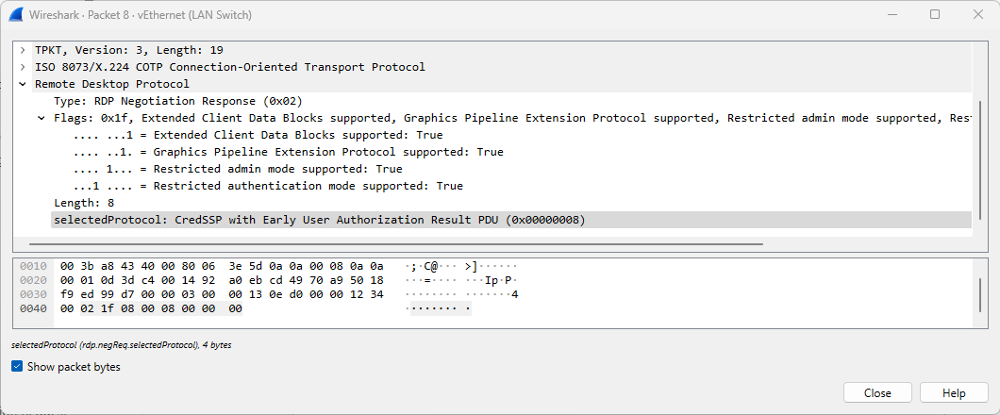 Wireshark · Packet 8 · vEthernet (LAN Switch)
TPKT, Version: 3, Length: 19
ISO 8073/X.224 COTP Connection-Oriented Transport Protocol
Remote Desktop Protocol
Type: RDP Negotiation Response (0x02)
Flags: 0x1f, Extended Client Data Blocks supported, Graphics Pipeline Extension Protocol supported, Restricted admin mode supported, Res
.... ...1 = Extended Client Data Blocks supported: True
.... ..1. = Graphics Pipeline Extension Protocol supported: True
.... 1... = Restricted admin mode supported: True
...1 .... = Restricted authentication mode supported: True
Length: 8
selectedProtocol: CredSSP with Early User Authorization Result PDU (0x00000008)
0010 00 3b a8 43 40 00 80 06 3e 5d 0a 0a 00 08 0a 0a ·;·C@··· >]······
0020 00 01 0d 3d c4 00 14 92 a0 eb cd 49 70 a9 50 18 ···=···· ···Ip·P·
0030 f9 ed 99 d7 00 00 03 00 00 13 0e d0 00 00 12 34 ········ ·······4
0040 00 02 1f 08 00 08 00 00 00 ········ ·
selectedProtocol (rdp.negReq.selectedProtocol), 4 bytes
Show packet bytes
Close Help